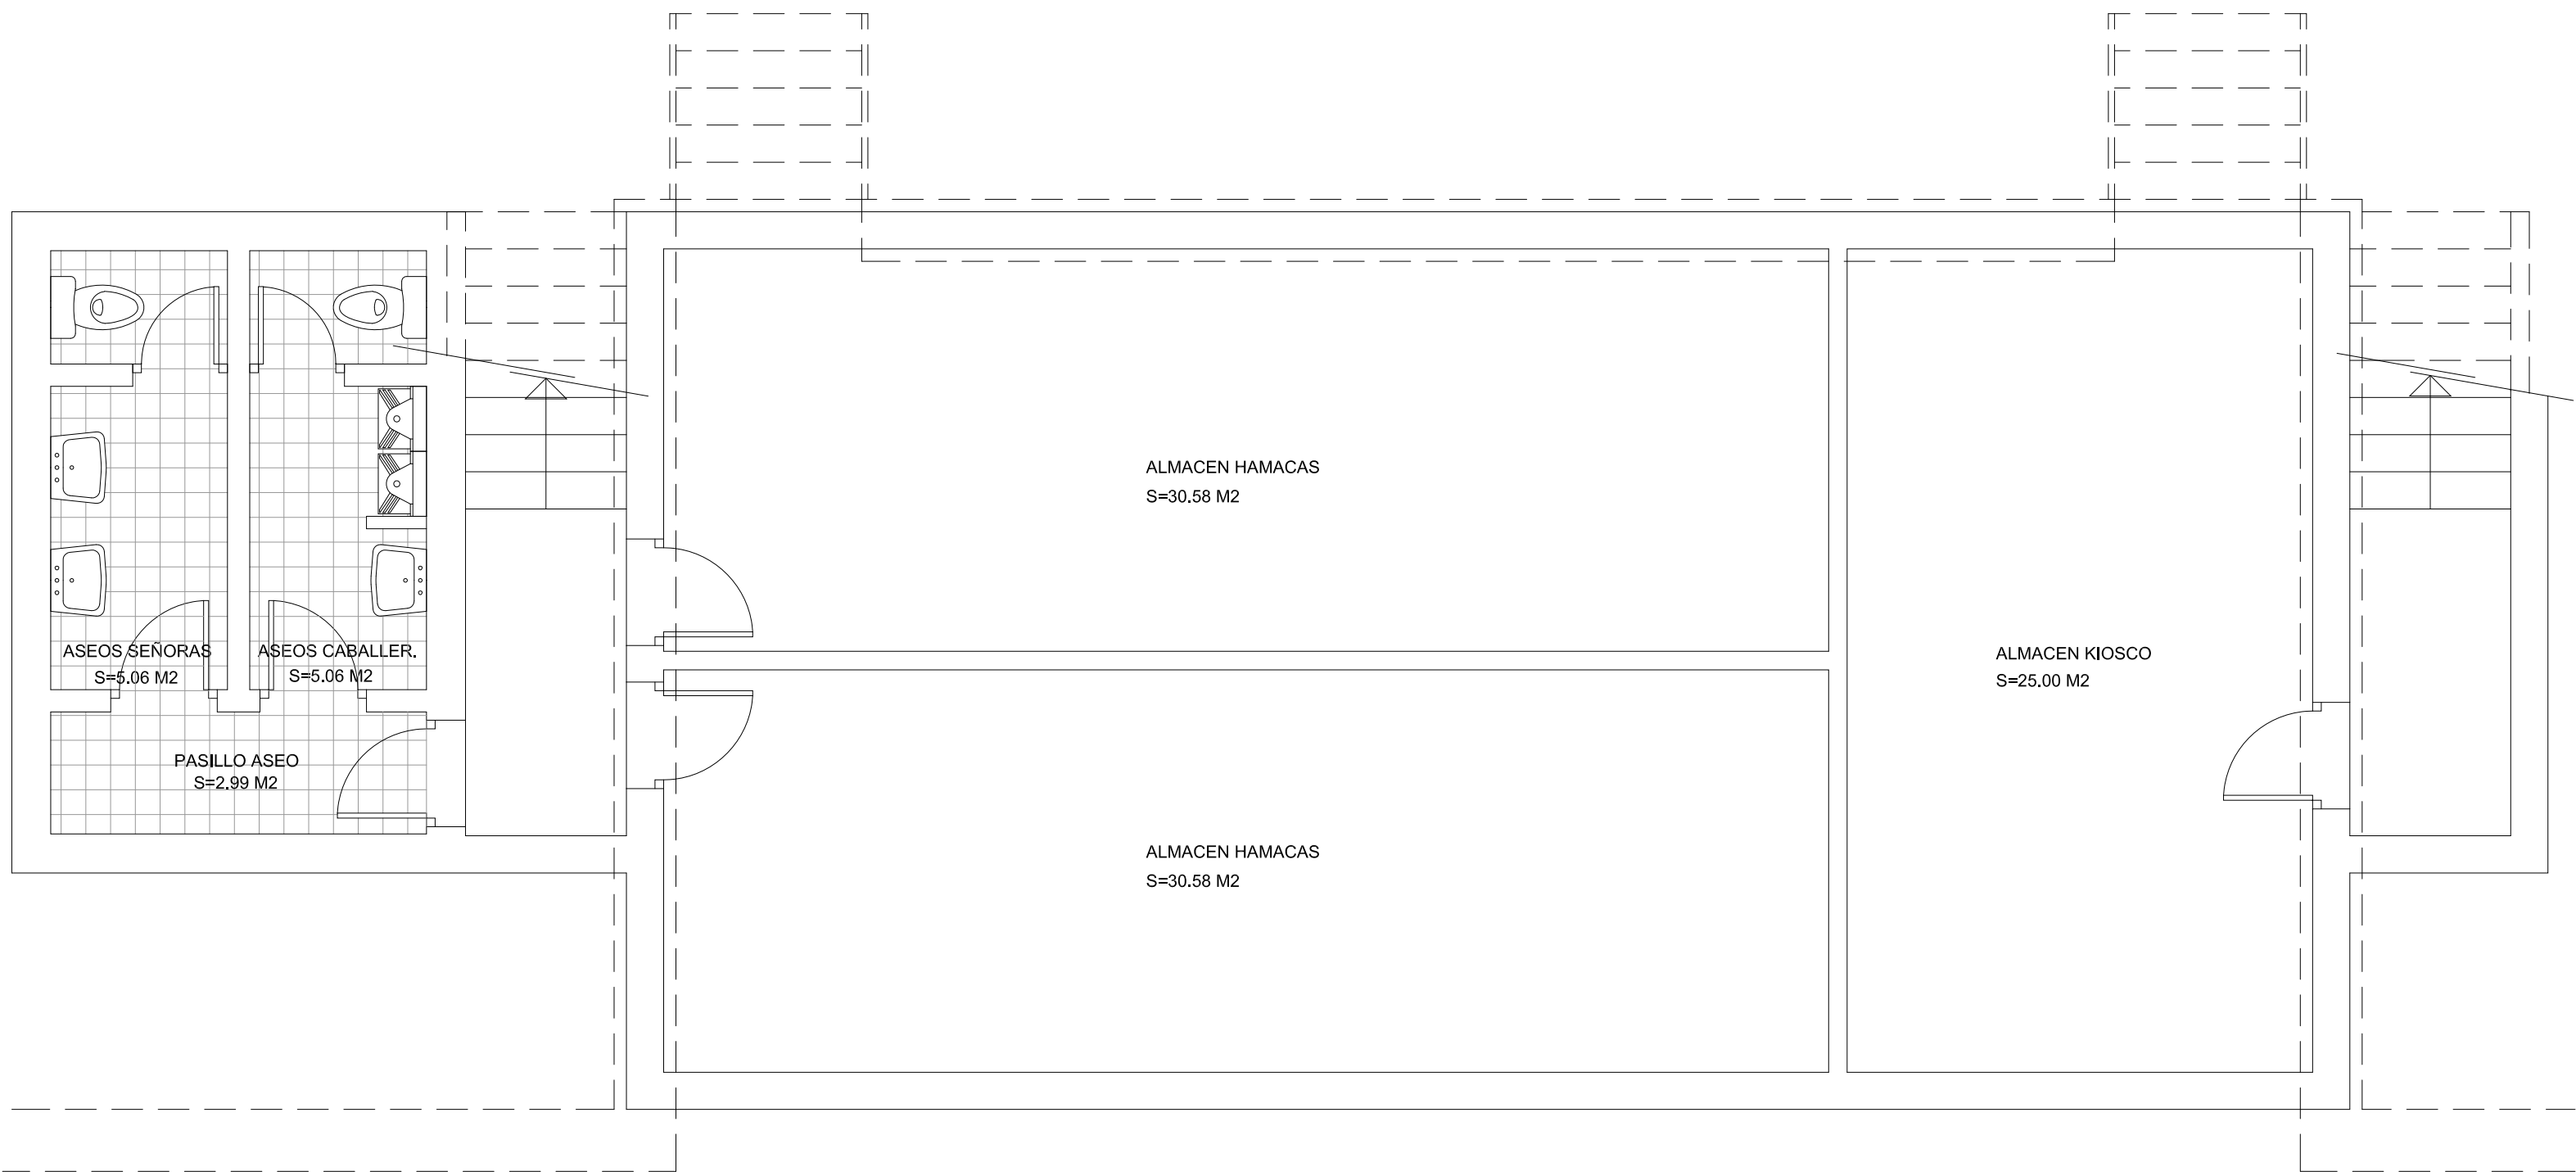 ALMACEN HAMACAS
S=30.58 M2
ASEOS SEÑORAS
S=5.06 M2
ASEOS CABALLER.
S=5.06 M2
ALMACEN KIOSCO
S=25.00 M2
PASILLO ASEO
S=2.99 M2
ALMACEN HAMACAS
S=30.58 M2